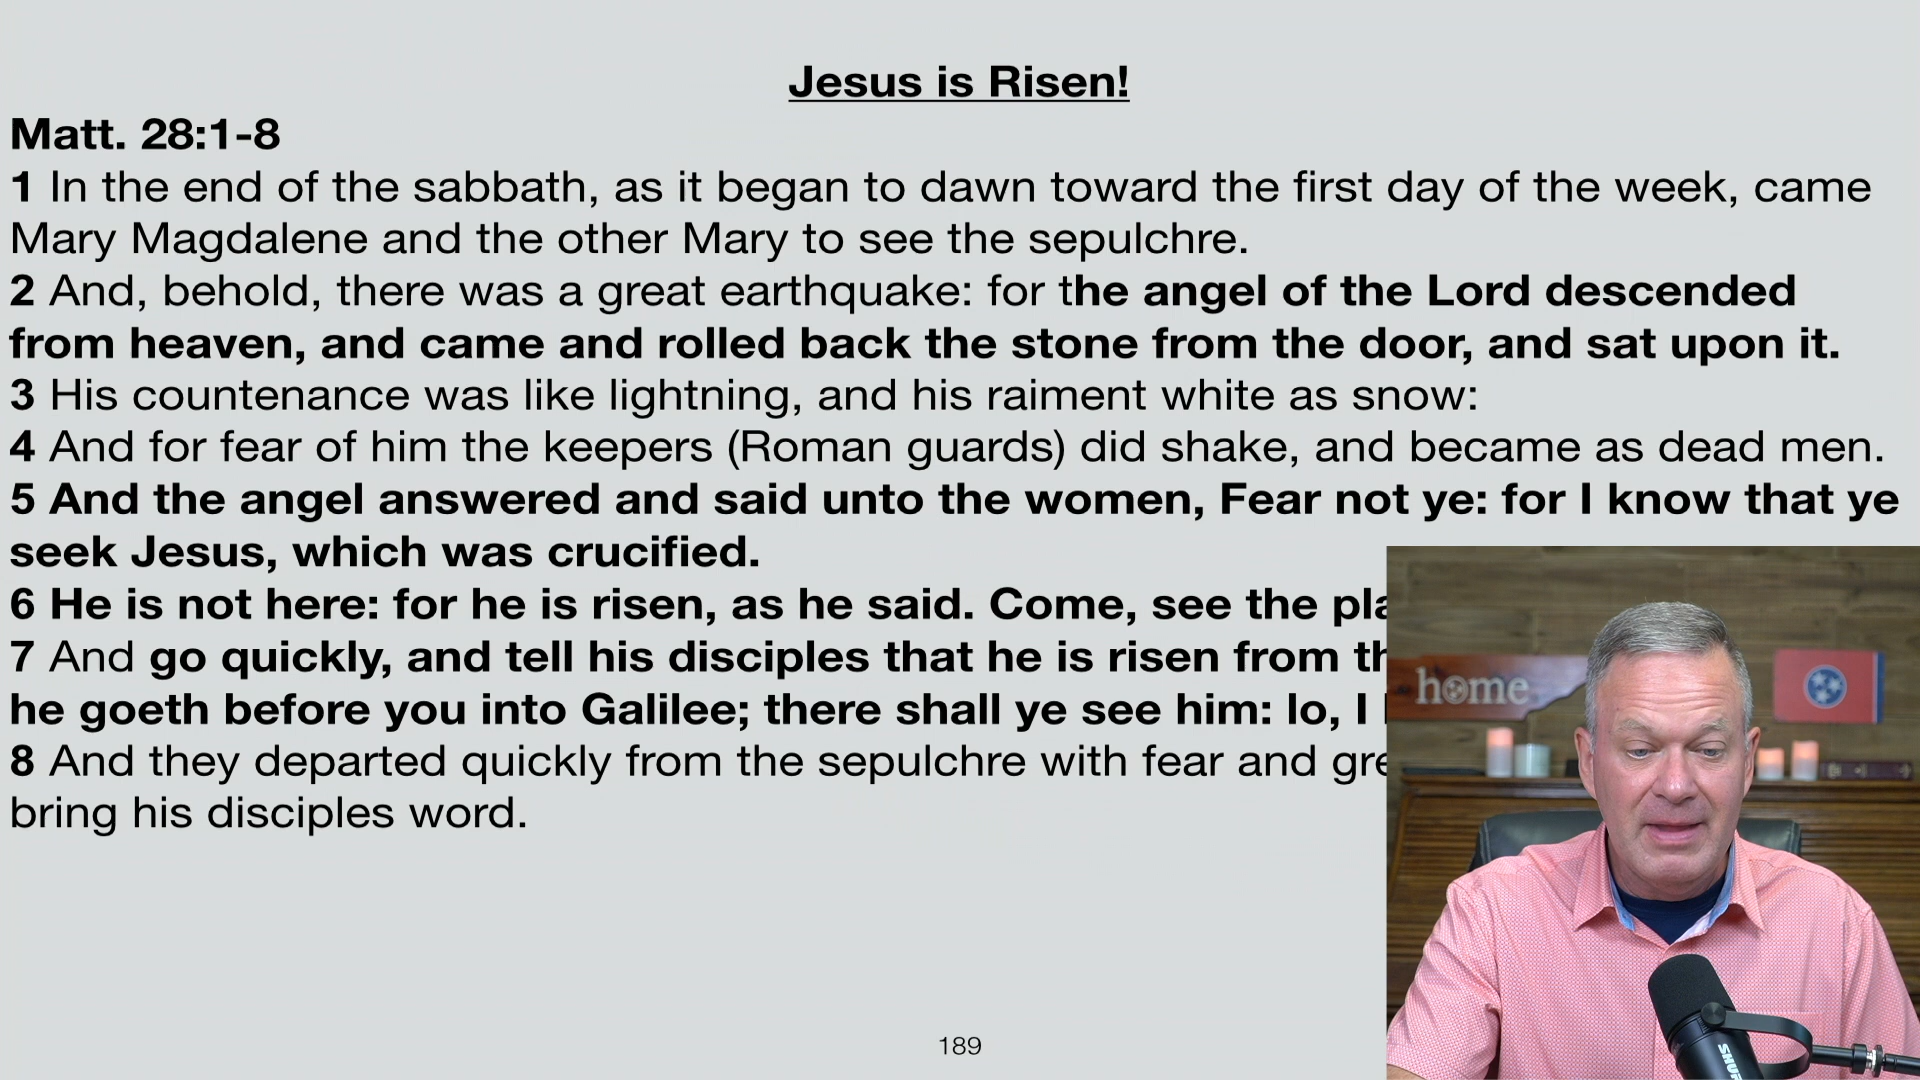 Jesus is Risen!
Matt. 28:1-8
1 In the end of the sabbath, as it began to dawn toward the first day of the week, came
Mary Magdalene and the other Mary to see the sepulchre.
2 And, behold, there was a great earthquake: for the angel of the Lord descended
from heaven, and came and rolled back the stone from the door, and sat upon it.
3 His countenance was like lightning, and his raiment white as snow:
4 And for fear of him the keepers (Roman guards) did shake, and became as dead men.
5 And the angel answered and said unto the women, Fear not ye: for I know that ye
seek Jesus, which was crucified.
6 He is not here: for he is risen, as he said. Come, see the
7 And go quickly, and tell his disciples that he is risen from
he goeth before you into Galilee; there shall ye see him: lo, I
8 And they departed quickly from the sepulchre with fear and
bring his disciples word.
home
189